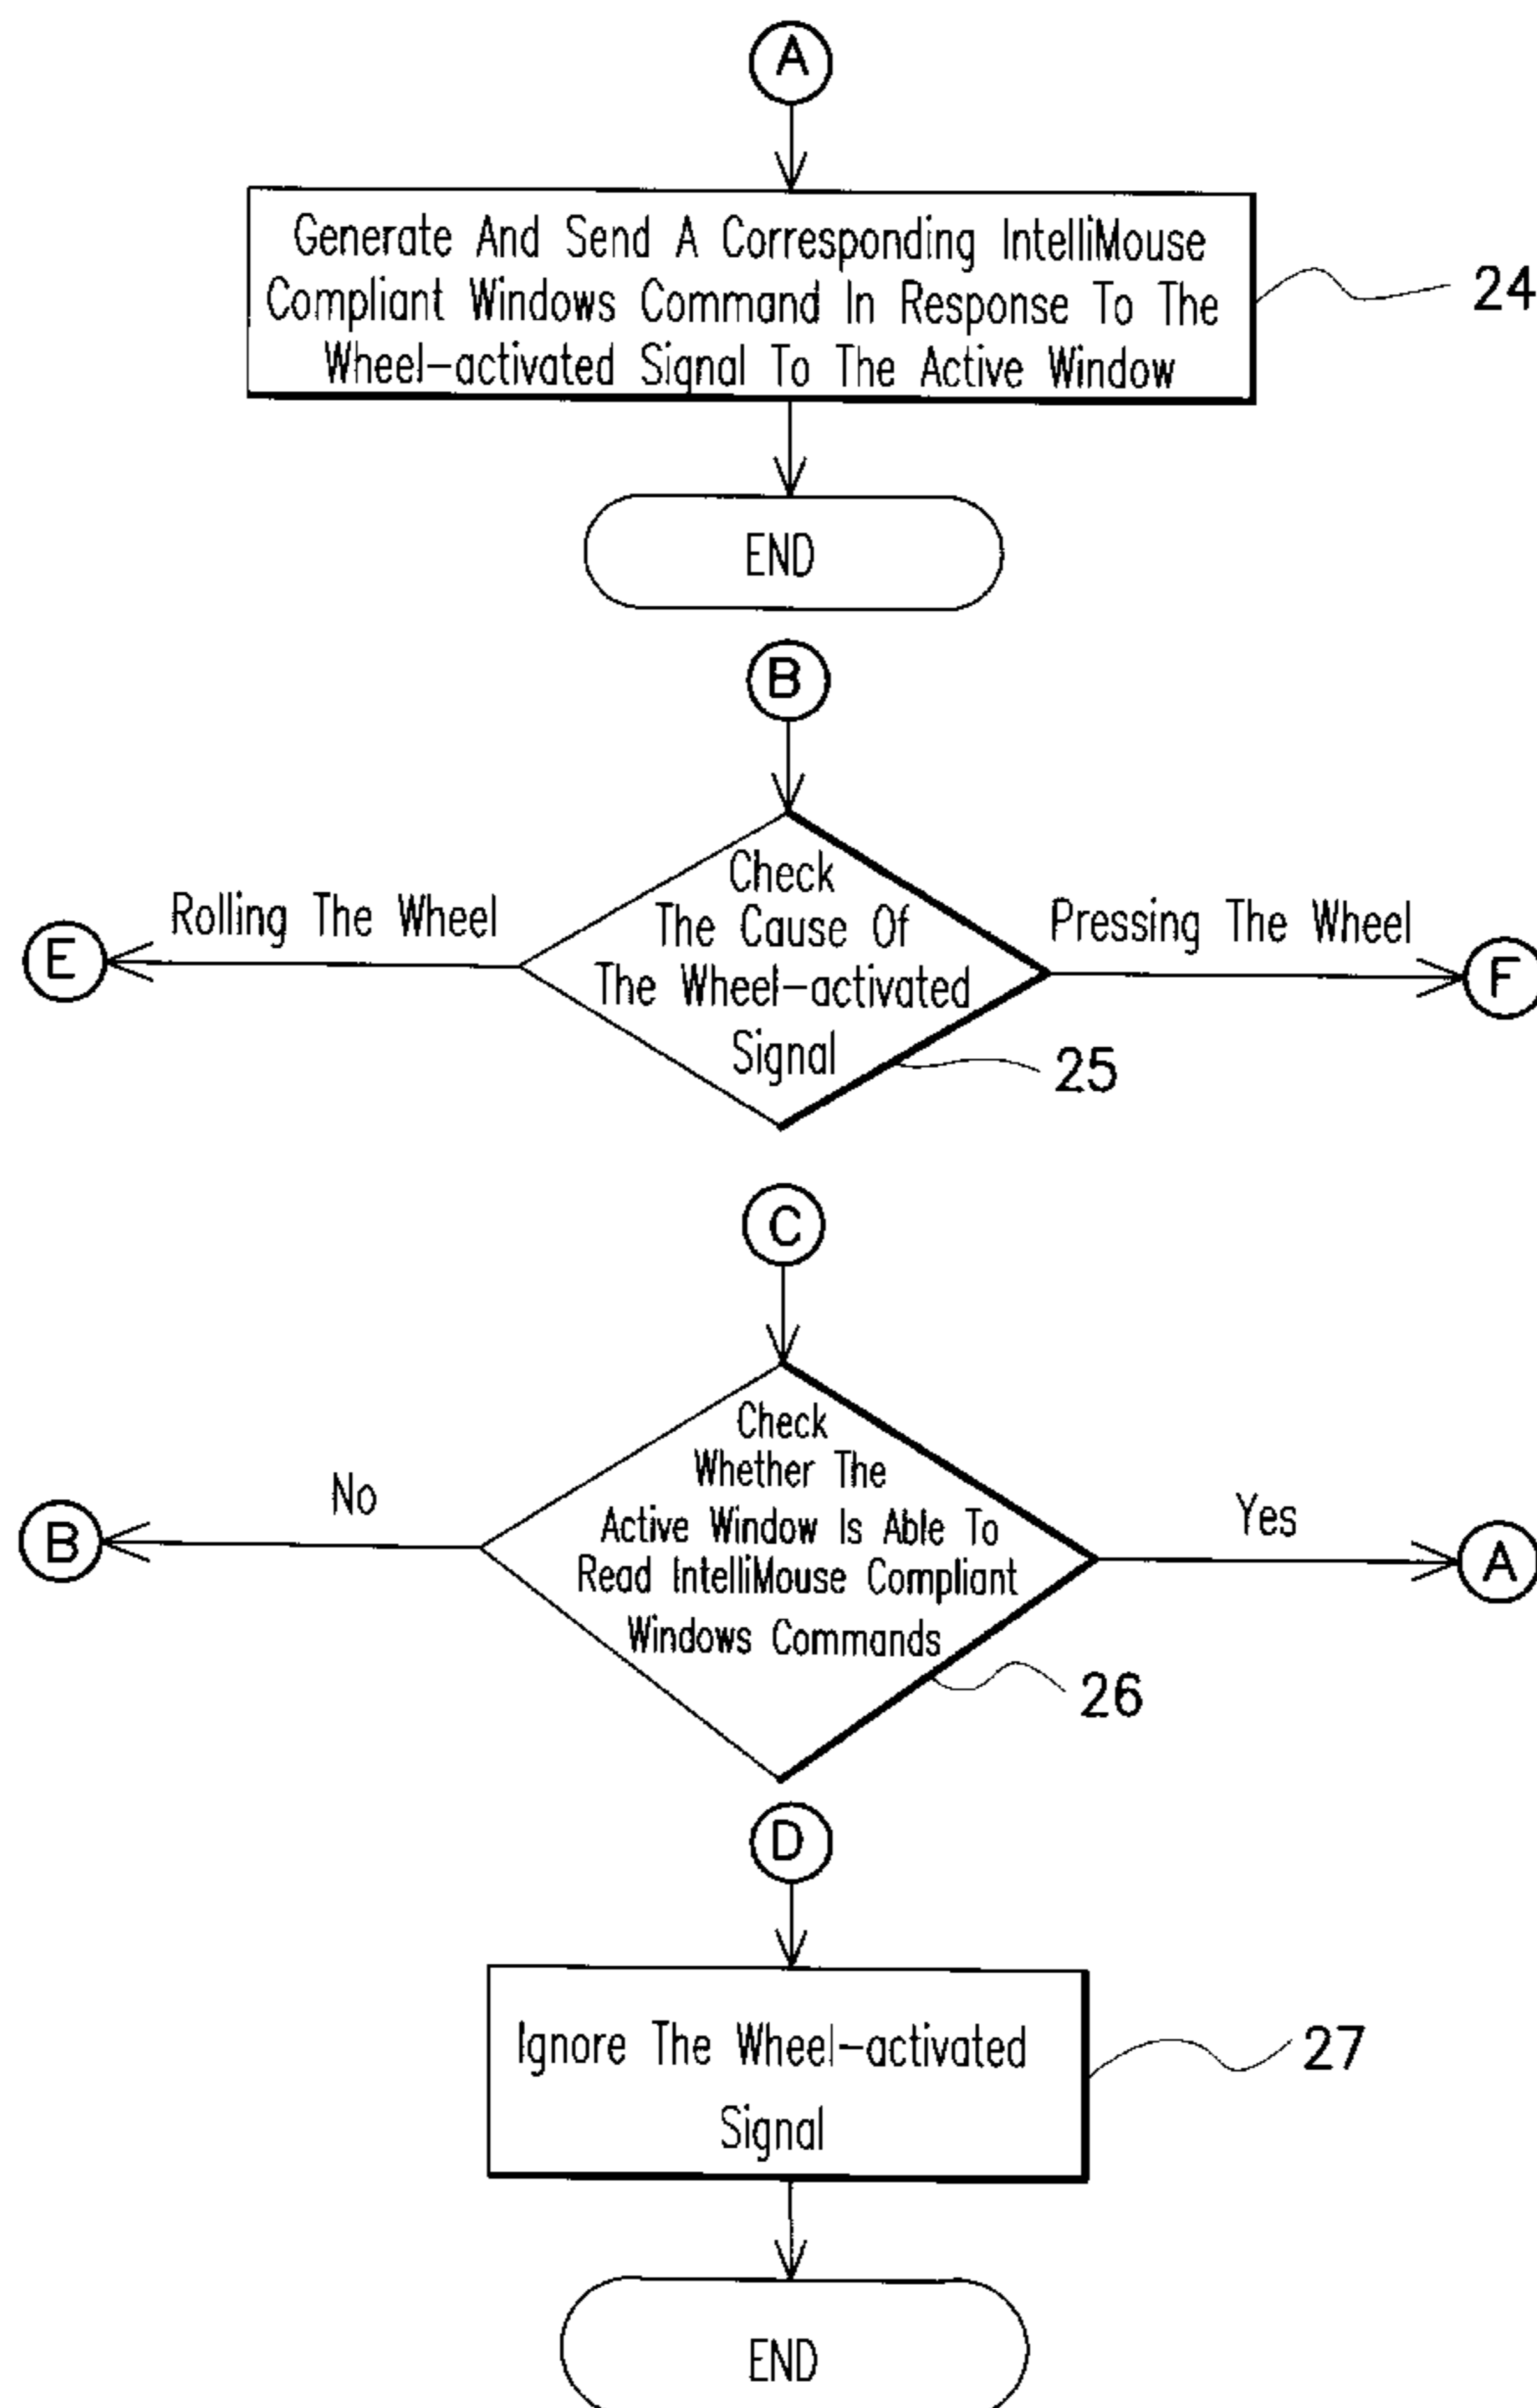 A
Generate And Send A Corresponding IntelliMouse
Compliant Windows Command In Response To The
Wheel-activated Signal To The Active Window
24
END
B
Check
The Cause Of
The Wheel-activated
Signal
Rolling The Wheel
E
Pressing The Wheel
F
25
C
Check
Whether The
Active Window Is Able To
Read IntelliMouse Compliant
Windows Commands
No
B
Yes
A
26
D
Ignore The Wheel-activated
Signal
27
END